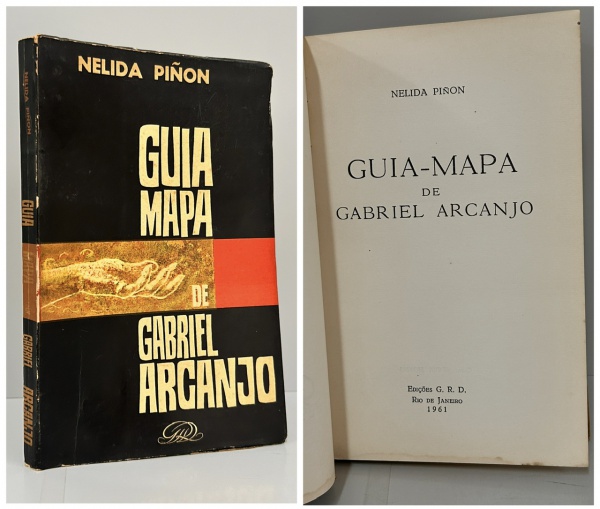 NELIDA PIÑON
GUIA
MAPA
DE
GABRIEL
ARCANJO
NELIDA PIÑON
GUIA
GABRIEL
ARCANJO
NELIDA PIÑON
GUIA-MAPA
DE
GABRIEL ARCANJO
Edições G. R. D.
Rio de Janeiro
1961